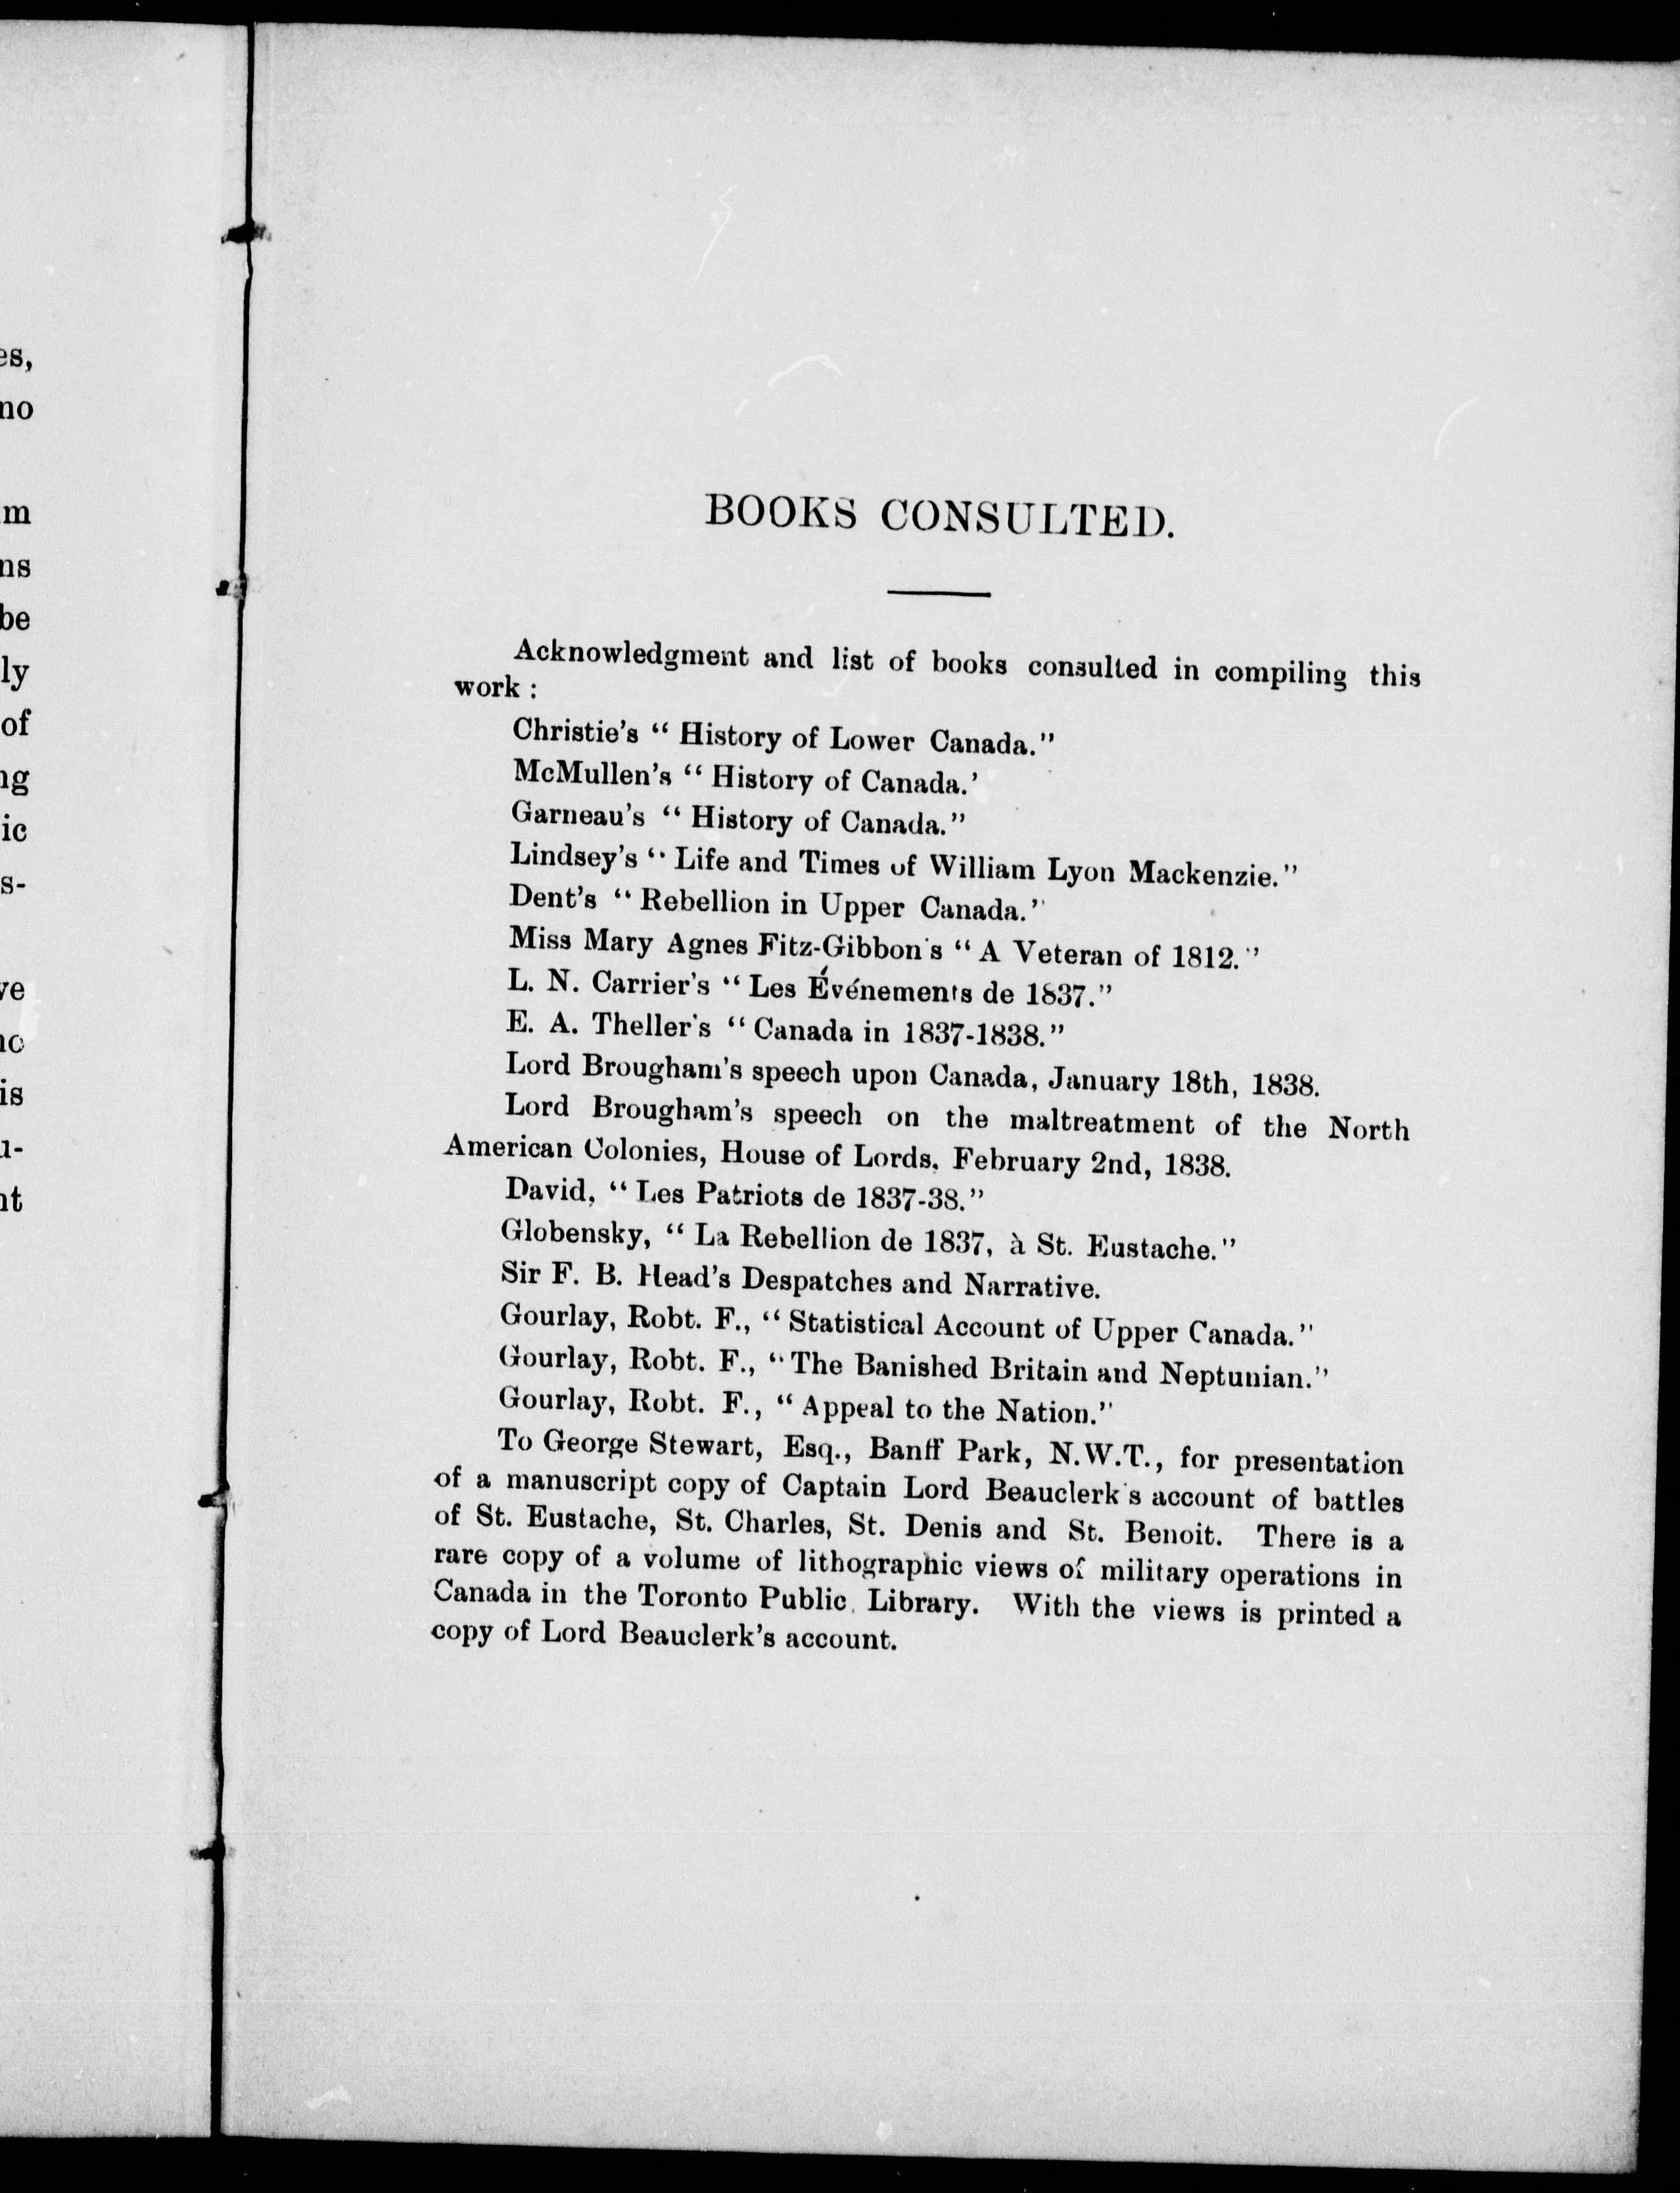 BOOKS CONSULTED.
Acknowledgment and list of books consulted in compiling this
work :
Christie's “ History of Lower Canada.”
McMullen's “ History of Canada.'
Garneau's “ History of Canada.”
Lindsey's “ Life and Times of William Lyon Mackenzie.”
Dent's “ Rebellion in Upper Canada.”
Miss Mary Agnes Fitz-Gibbon's “ A Veteran of 1812.”
L. N. Carrier's “ Les Événements de 1837.”
E. A. Theller's “ Canada in 1837-1838.”
Lord Brougham's speech upon Canada, January 18th, 1838.
Lord Brougham's speech on the maltreatment of the North
American Colonies, House of Lords, February 2nd, 1838.
David, “ Les Patriots de 1837-38.”
Globensky, “ La Rebellion de 1837, à St. Eustache.”
Sir F. B. Head's Despatches and Narrative.
Gourlay, Robt. F., “ Statistical Account of Upper Canada.”
Gourlay, Robt. F., “ The Banished Britain and Neptunian.”
Gourlay, Robt. F., “ Appeal to the Nation.”
To George Stewart, Esq., Banff Park, N.W.T., for presentation
of a manuscript copy of Captain Lord Beauclerk's account of battles
of St. Eustache, St. Charles, St. Denis and St. Benoit. There is a
rare copy of a volume of lithographic views of military operations in
Canada in the Toronto Public Library. With the views is printed a
copy of Lord Beauclerk's account.